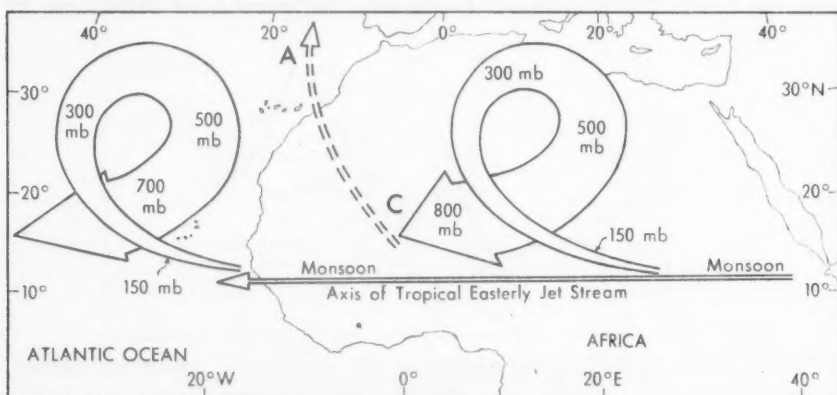 40° 20° 0° 20° 40°
A
30° 300 mb 500 mb 300 mb 500 mb 30°N
20° 700 mb C 800 mb 20°
150 mb
Monsoon Monsoon
10° 150 mb Axis of Tropical Easterly Jet Stream 10°
ATLANTIC OCEAN AFRICA
20°W 0° 20°E 40°